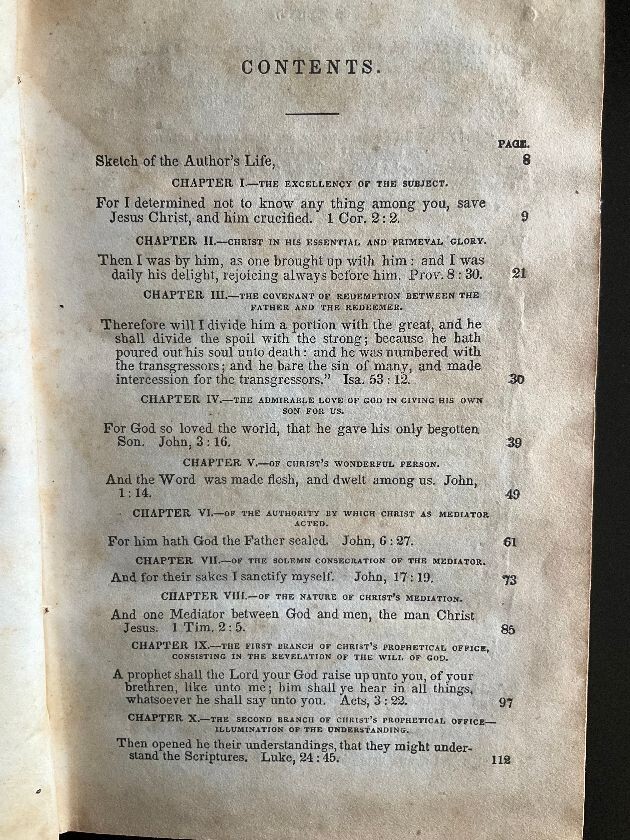 CONTENTS.
PAGE.
Sketch of the Author's Life, 8
CHAPTER I.—THE EXCELLENCY OF THE SUBJECT.
For I determined not to know any thing among you, save
Jesus Christ, and him crucified. 1 Cor. 2 : 2. 9
CHAPTER II.—CHRIST IN HIS ESSENTIAL AND PRIMEVAL GLORY.
Then I was by him, as one brought up with him : and I was
daily his delight, rejoicing always before him. Prov. 8 : 30. 21
CHAPTER III.—THE COVENANT OF REDEMPTION BETWEEN THE
FATHER AND THE REDEEMER.
Therefore will I divide him a portion with the great, and he
shall divide the spoil with the strong; because he hath
poured out his soul unto death: and he was numbered with
the transgressors; and he bare the sin of many, and made
intercession for the transgressors." Isa. 53 : 12. 30
CHAPTER IV.—THE ADMIRABLE LOVE OF GOD IN GIVING HIS OWN
SON FOR US.
For God so loved the world, that he gave his only begotten
Son. John, 3 : 16. 39
CHAPTER V.—OF CHRIST'S WONDERFUL PERSON.
And the Word was made flesh, and dwelt among us. John,
1 : 14. 49
CHAPTER VI.—OF THE AUTHORITY BY WHICH CHRIST AS MEDIATOR
ACTED.
For him hath God the Father sealed. John, 6 : 27. 61
CHAPTER VII.—OF THE SOLEMN CONSECRATION OF THE MEDIATOR.
And for their sakes I sanctify myself. John, 17 : 19. 73
CHAPTER VIII.—OF THE NATURE OF CHRIST'S MEDIATION.
And one Mediator between God and men, the man Christ
Jesus. 1 Tim. 2 : 5. 85
CHAPTER IX.—THE FIRST BRANCH OF CHRIST'S PROPHETICAL OFFICE,
CONSISTING IN THE REVELATION OF THE WILL OF GOD.
A prophet shall the Lord your God raise up unto you, of your
brethren, like unto me; him shall ye hear in all things,
whatsoever he shall say unto you. Acts, 3 : 22. 97
CHAPTER X.—THE SECOND BRANCH OF CHRIST'S PROPHETICAL OFFICE—
ILLUMINATION OF THE UNDERSTANDING.
Then opened he their understandings, that they might under-
stand the Scriptures. Luke, 24 : 45. 112